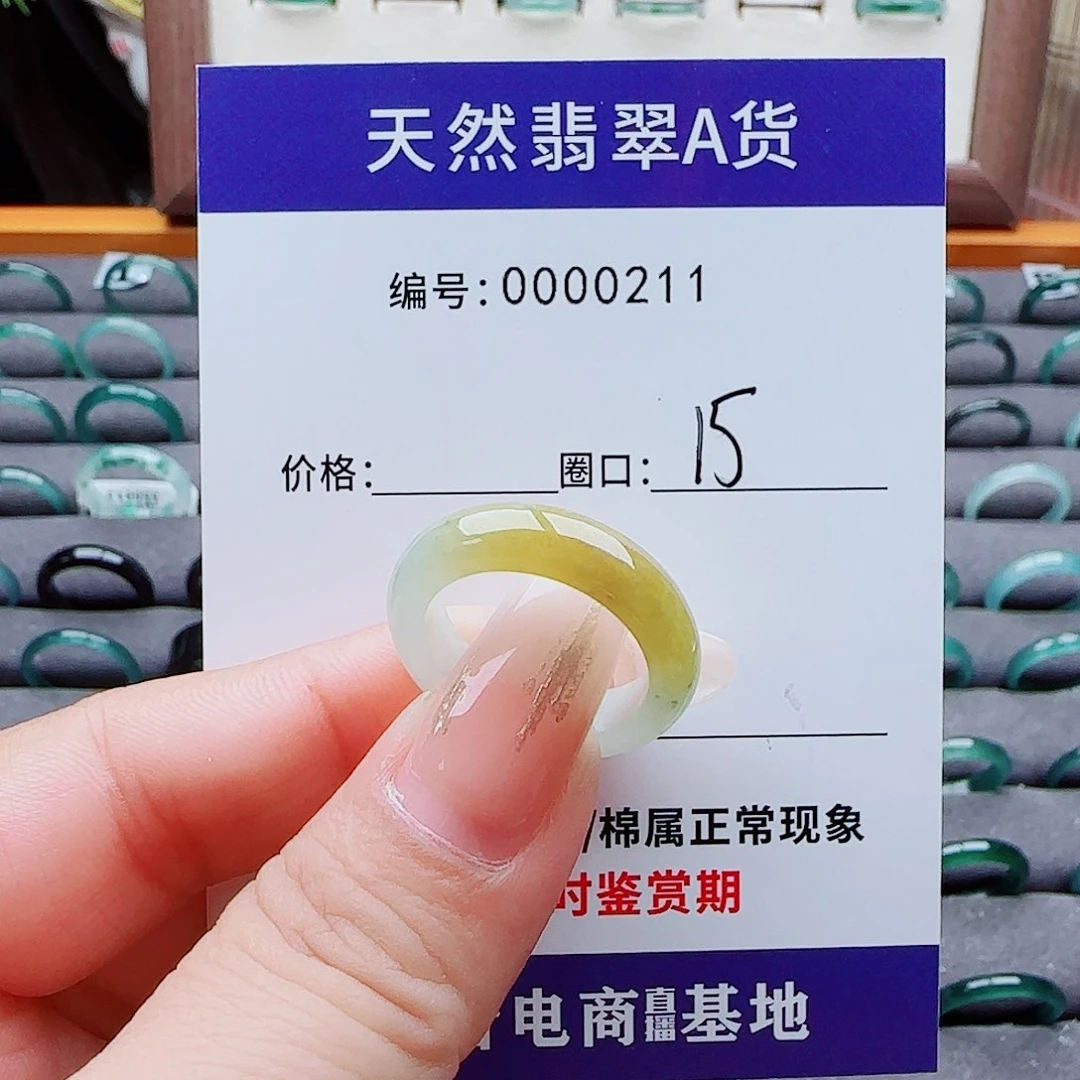 天然翡翠A货
编号：0000211
价格： 圈口： 15
/棉属正常现象
时鉴赏期
电商直播基地